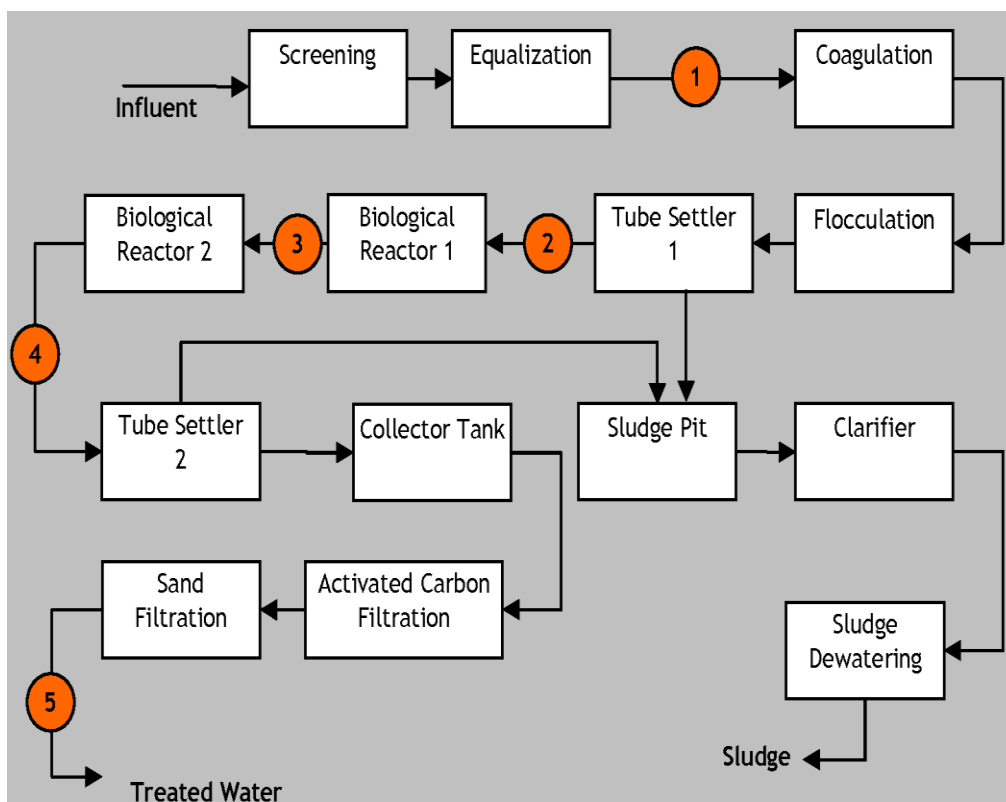 Screening
Equalization
1
Coagulation
Influent
Biological
Reactor 2
3
Biological
Reactor 1
2
Tube Settler
1
Flocculation
4
Tube Settler
2
Collector Tank
Sludge Pit
Clarifier
Sand
Filtration
Activated Carbon
Filtration
Sludge
Dewatering
5
Sludge
Treated Water